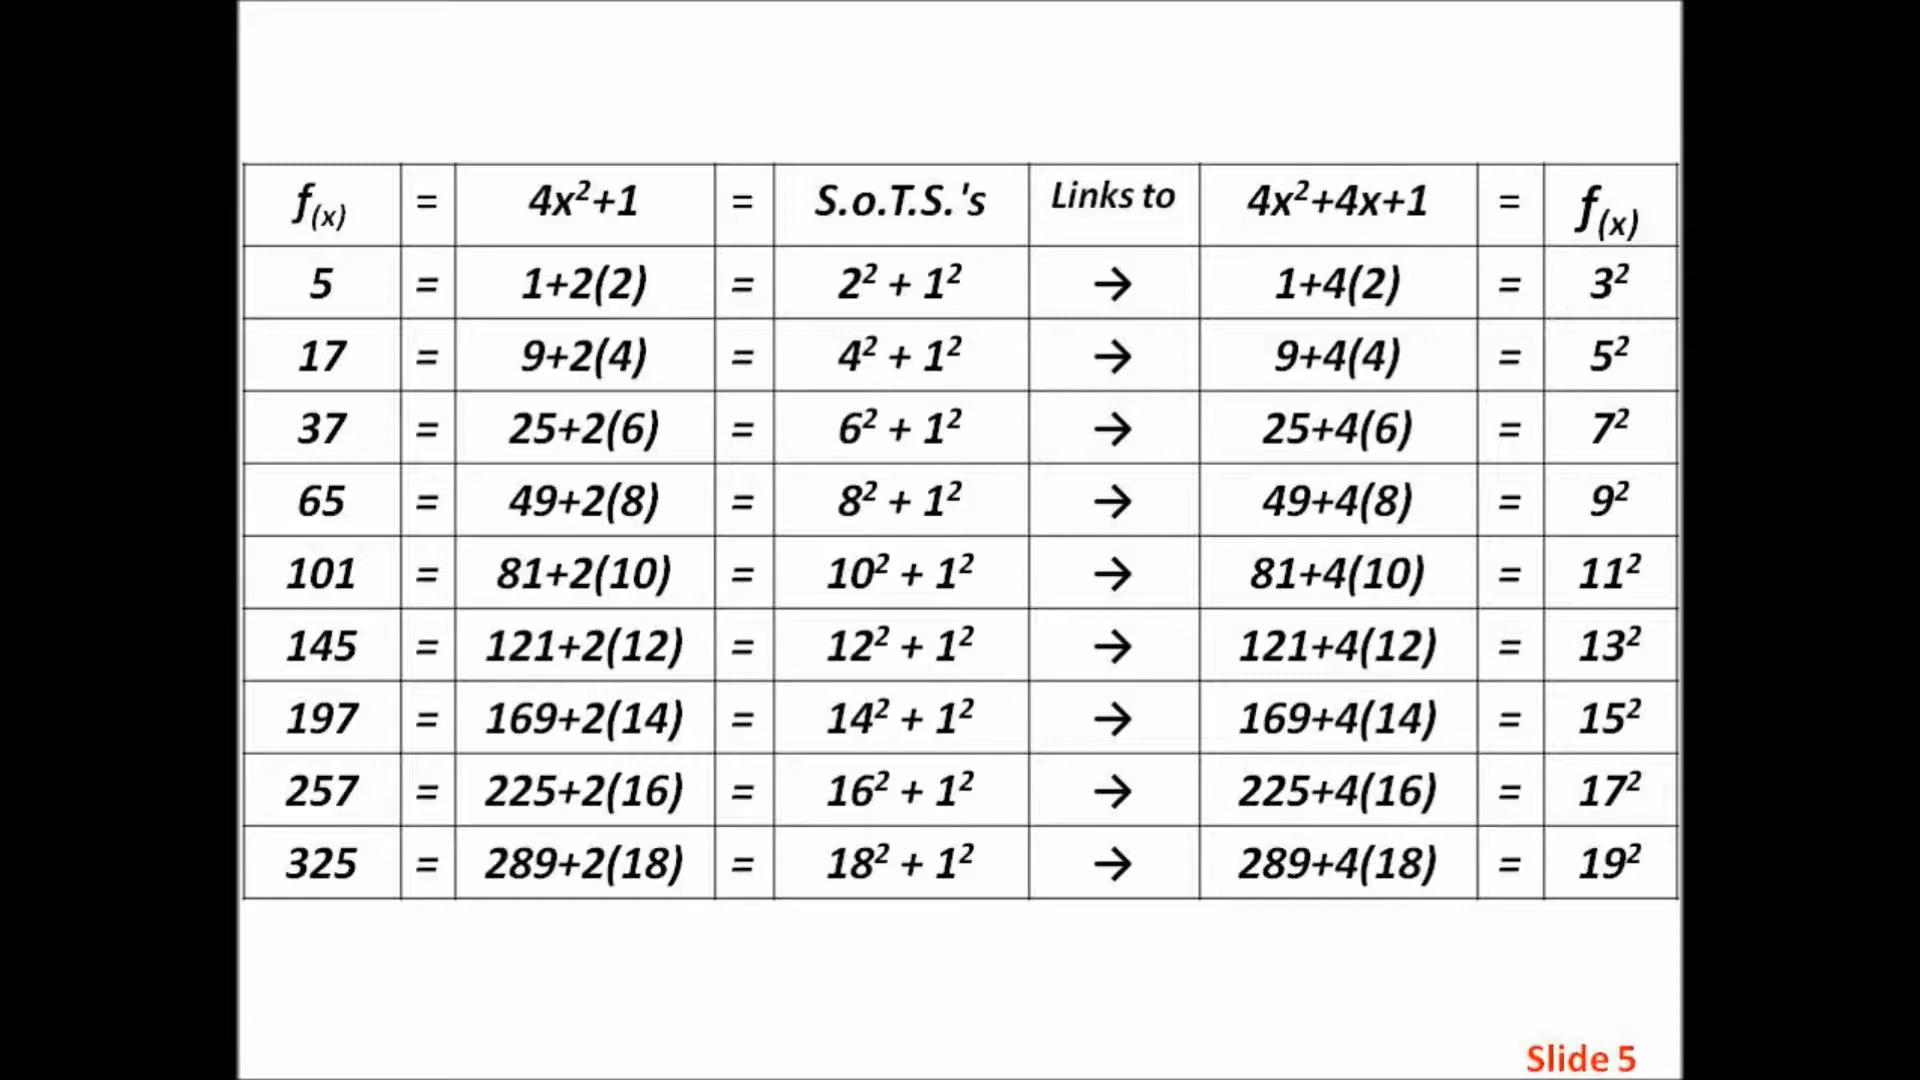 f(x) = 4x²+1 = S.o.T.S.'s Links to 4x²+4x+1 = f(x)
5 = 1+2(2) = 2² + 1² → 1+4(2) = 3²
17 = 9+2(4) = 4² + 1² → 9+4(4) = 5²
37 = 25+2(6) = 6² + 1² → 25+4(6) = 7²
65 = 49+2(8) = 8² + 1² → 49+4(8) = 9²
101 = 81+2(10) = 10² + 1² → 81+4(10) = 11²
145 = 121+2(12) = 12² + 1² → 121+4(12) = 13²
197 = 169+2(14) = 14² + 1² → 169+4(14) = 15²
257 = 225+2(16) = 16² + 1² → 225+4(16) = 17²
325 = 289+2(18) = 18² + 1² → 289+4(18) = 19²
Slide 5